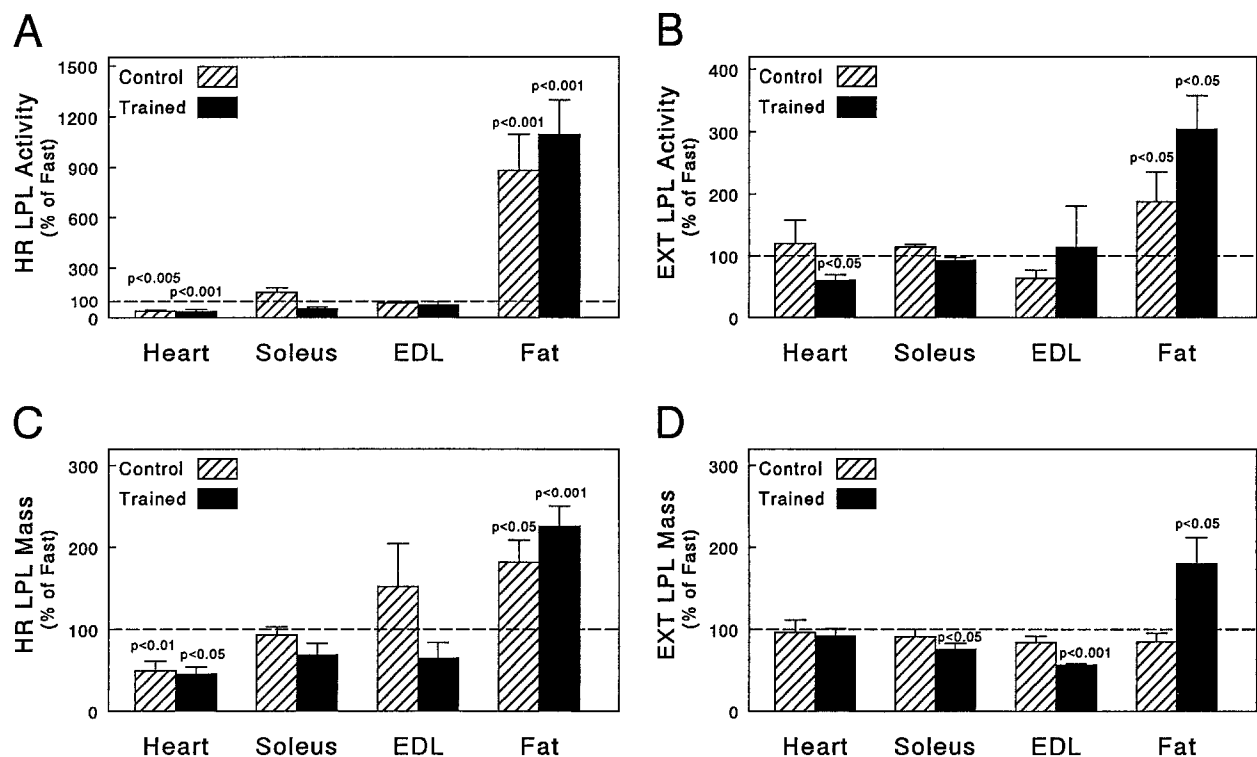 A
HR LPL Activity
(% of Fast)
1500
1200
900
600
300
100
0
Control
Trained
p<0.005
p<0.001
p<0.001
p<0.001
Heart Soleus EDL Fat
B
EXT LPL Activity
(% of Fast)
400
300
200
100
0
Control
Trained
p<0.05
p<0.05
p<0.05
Heart Soleus EDL Fat
C
HR LPL Mass
(% of Fast)
300
200
100
0
Control
Trained
p<0.01
p<0.05
p<0.05
p<0.001
Heart Soleus EDL Fat
D
EXT LPL Mass
(% of Fast)
300
200
100
0
Control
Trained
p<0.05
p<0.001
p<0.05
Heart Soleus EDL Fat